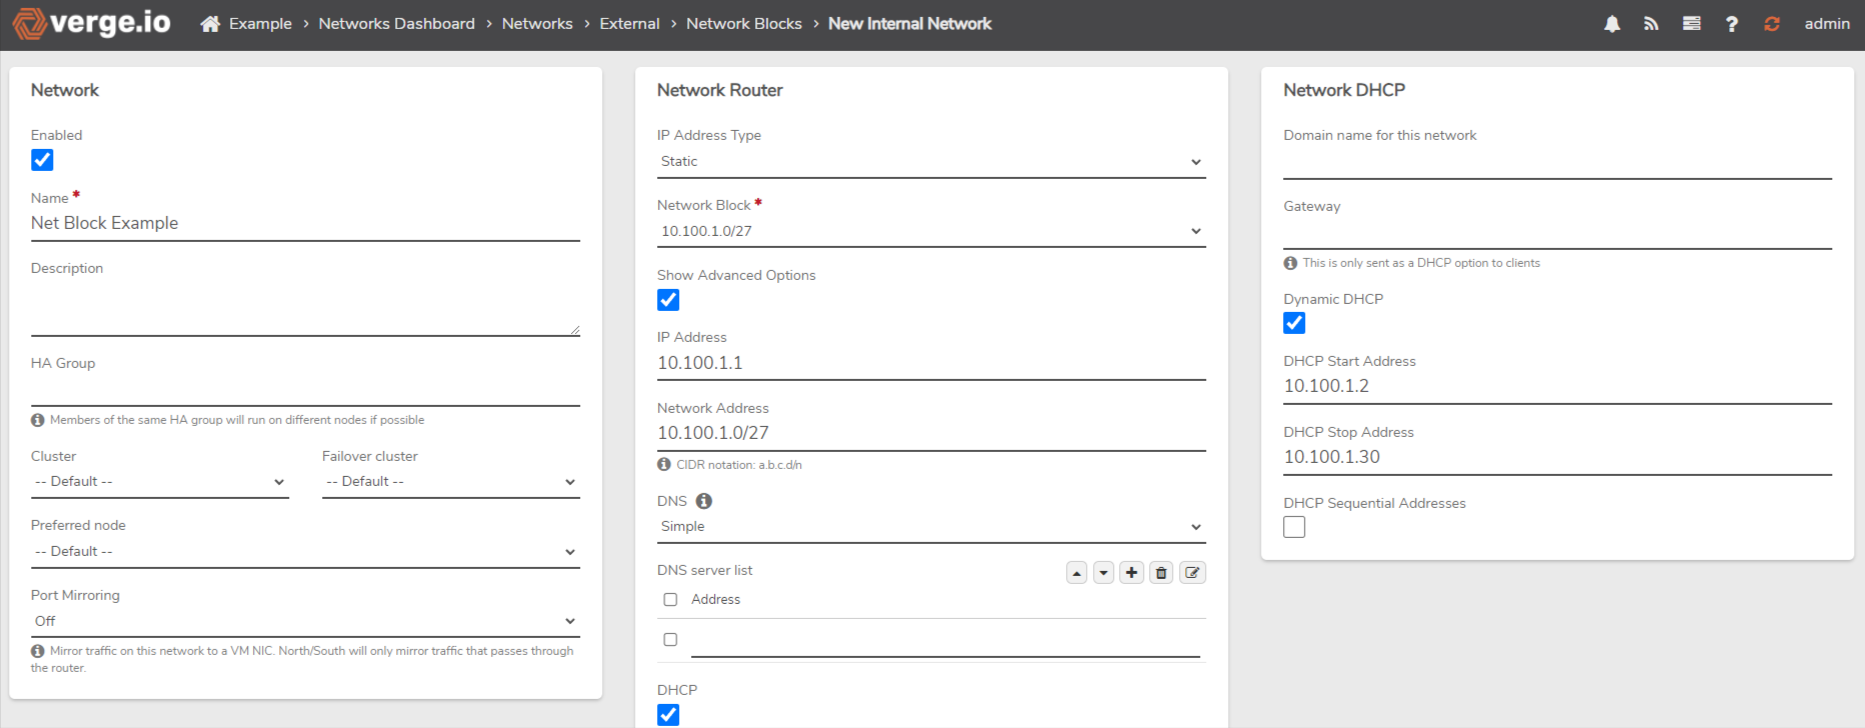 verge.io Example › Networks Dashboard › Networks › External › Network Blocks › New Internal Network admin
Network
Enabled
Name *
Net Block Example
Description
HA Group
Members of the same HA group will run on different nodes if possible
Cluster Failover cluster
-- Default -- -- Default --
Preferred node
-- Default --
Port Mirroring
Off
Mirror traffic on this network to a VM NIC. North/South will only mirror traffic that passes through
the router.
Network Router
IP Address Type
Static
Network Block *
10.100.1.0/27
Show Advanced Options
IP Address
10.100.1.1
Network Address
10.100.1.0/27
CIDR notation: a.b.c.d/n
DNS
Simple
DNS server list
Address
DHCP
Network DHCP
Domain name for this network
Gateway
This is only sent as a DHCP option to clients
Dynamic DHCP
DHCP Start Address
10.100.1.2
DHCP Stop Address
10.100.1.30
DHCP Sequential Addresses